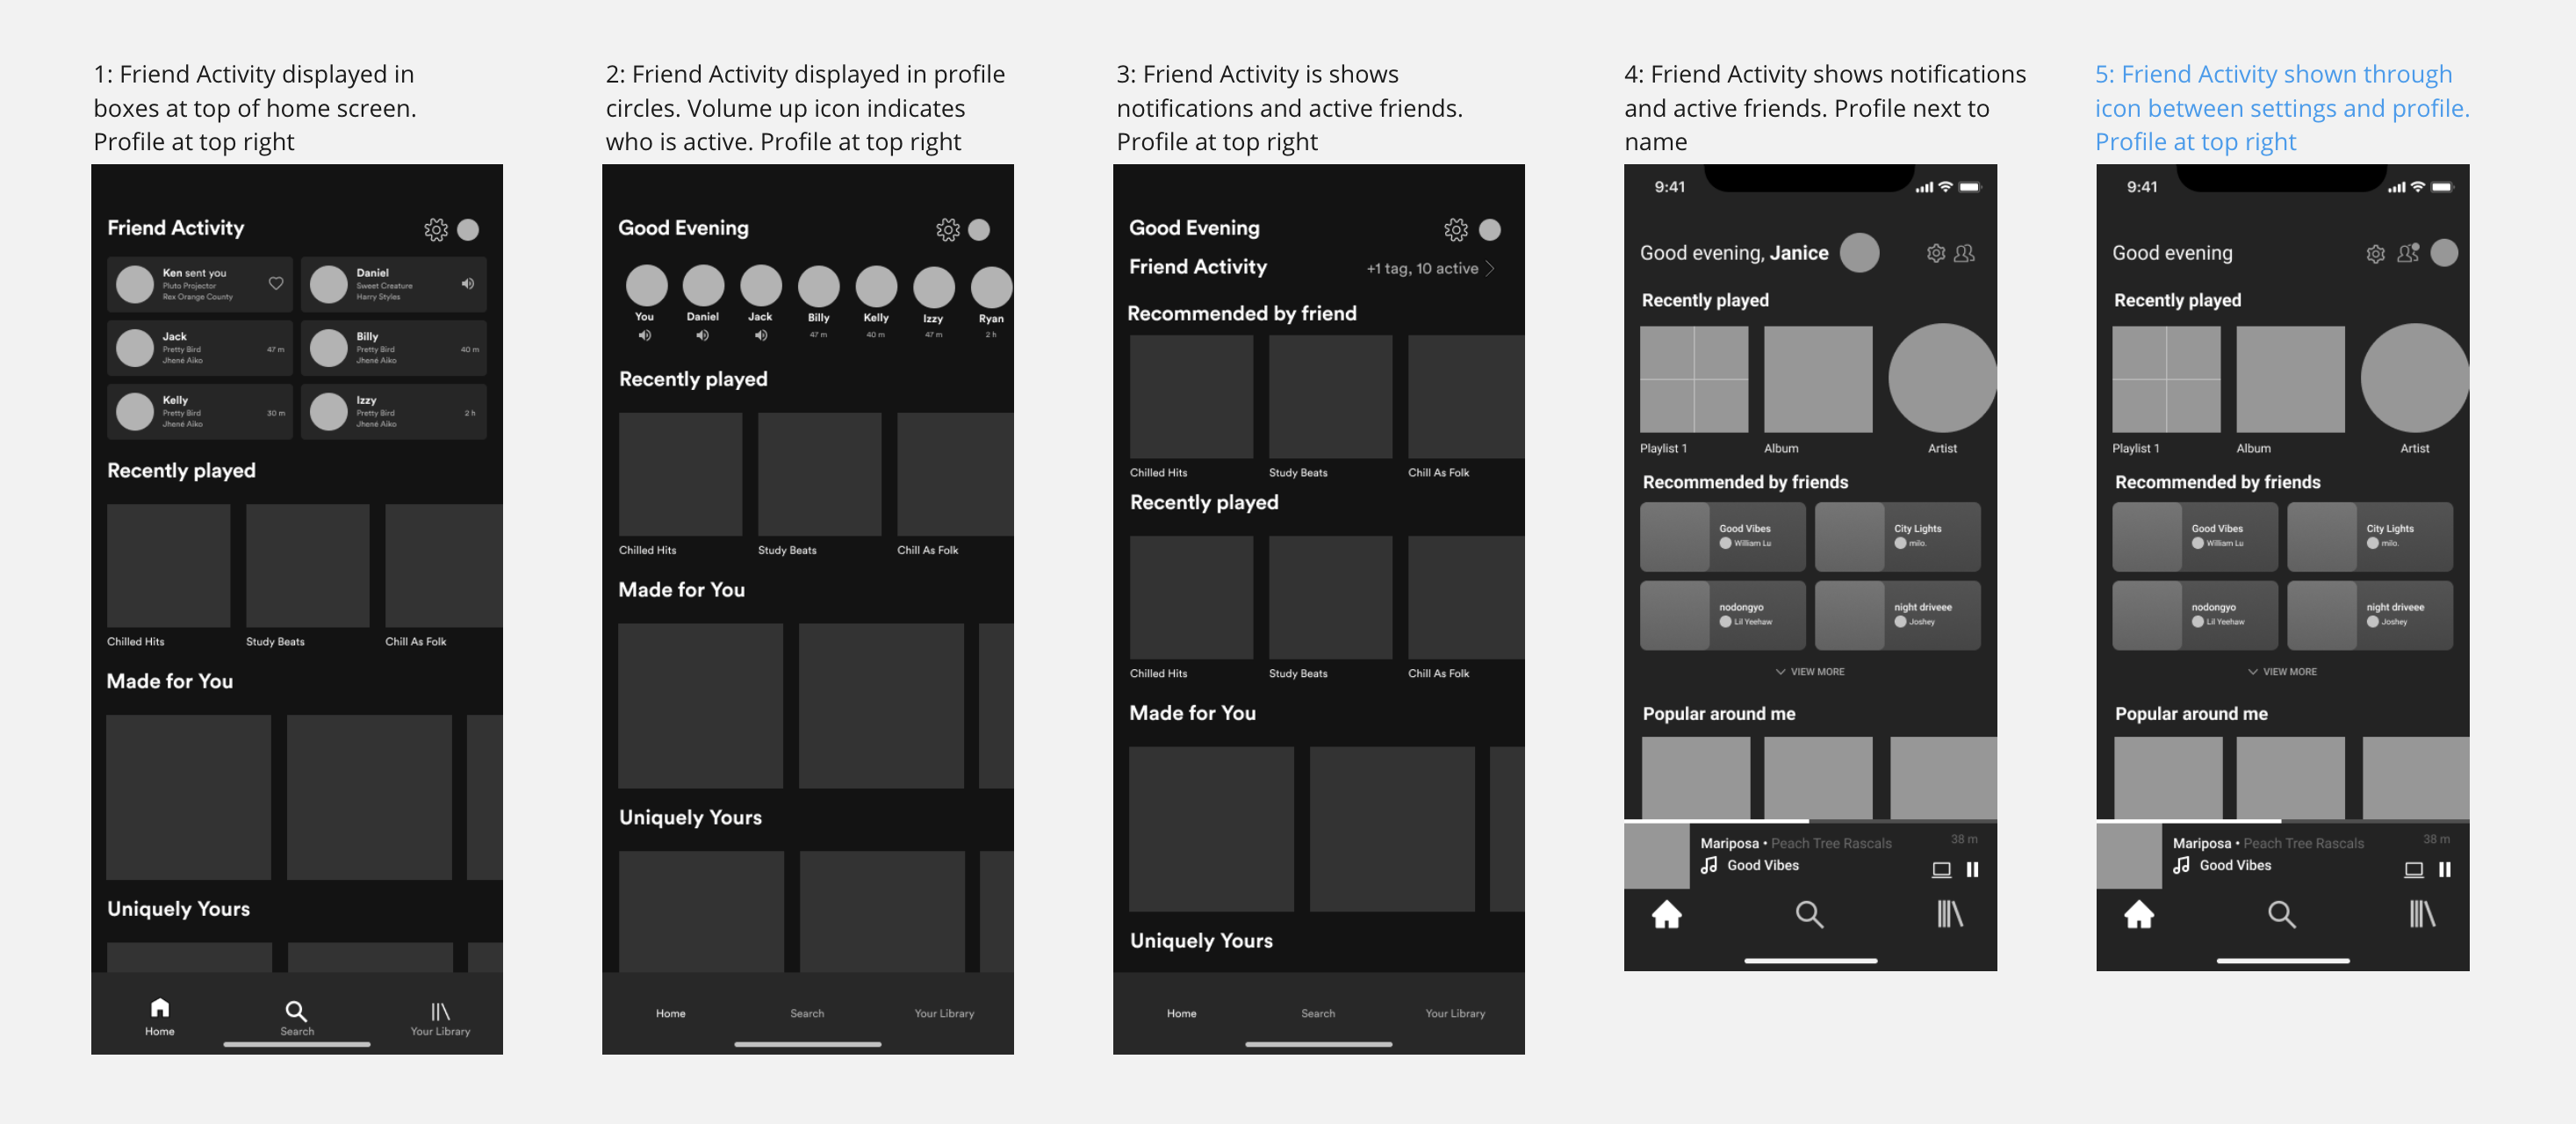 1: Friend Activity displayed in
boxes at top of home screen.
Profile at top right
Friend Activity
Ken sent you
Pluto Projector
Rex Orange County
Daniel
Sweet Creature
Harry Styles
Jack
Pretty Bird
Jhené Aiko
47 m
Billy
Pretty Bird
Jhené Aiko
40 m
Kelly
Pretty Bird
Jhené Aiko
30 m
Izzy
Pretty Bird
Jhené Aiko
2 h
Recently played
Chilled Hits
Study Beats
Chill As Folk
Made for You
Uniquely Yours
Home
Search
Your Library
2: Friend Activity displayed in profile
circles. Volume up icon indicates
who is active. Profile at top right
Good Evening
You
Daniel
Jack
Billy
Kelly
Izzy
Ryan
47 m
40 m
47 m
2 h
Recently played
Chilled Hits
Study Beats
Chill As Folk
Made for You
Uniquely Yours
Home
Search
Your Library
3: Friend Activity is shows
notifications and active friends.
Profile at top right
Good Evening
Friend Activity
+1 tag, 10 active
Recommended by friend
Chilled Hits
Study Beats
Chill As Folk
Recently played
Chilled Hits
Study Beats
Chill As Folk
Made for You
Uniquely Yours
Home
Search
Your Library
4: Friend Activity shows notifications
and active friends. Profile next to
name
9:41
Good evening, Janice
Recently played
Playlist 1
Album
Artist
Recommended by friends
Good Vibes
William Lu
City Lights
milo.
nodongyo
Lil Yeehaw
night driveee
Joshey
VIEW MORE
Popular around me
Mariposa • Peach Tree Rascals
38 m
Good Vibes
5: Friend Activity shown through
icon between settings and profile.
Profile at top right
9:41
Good evening
Recently played
Playlist 1
Album
Artist
Recommended by friends
Good Vibes
William Lu
City Lights
milo.
nodongyo
Lil Yeehaw
night driveee
Joshey
VIEW MORE
Popular around me
Mariposa • Peach Tree Rascals
38 m
Good Vibes